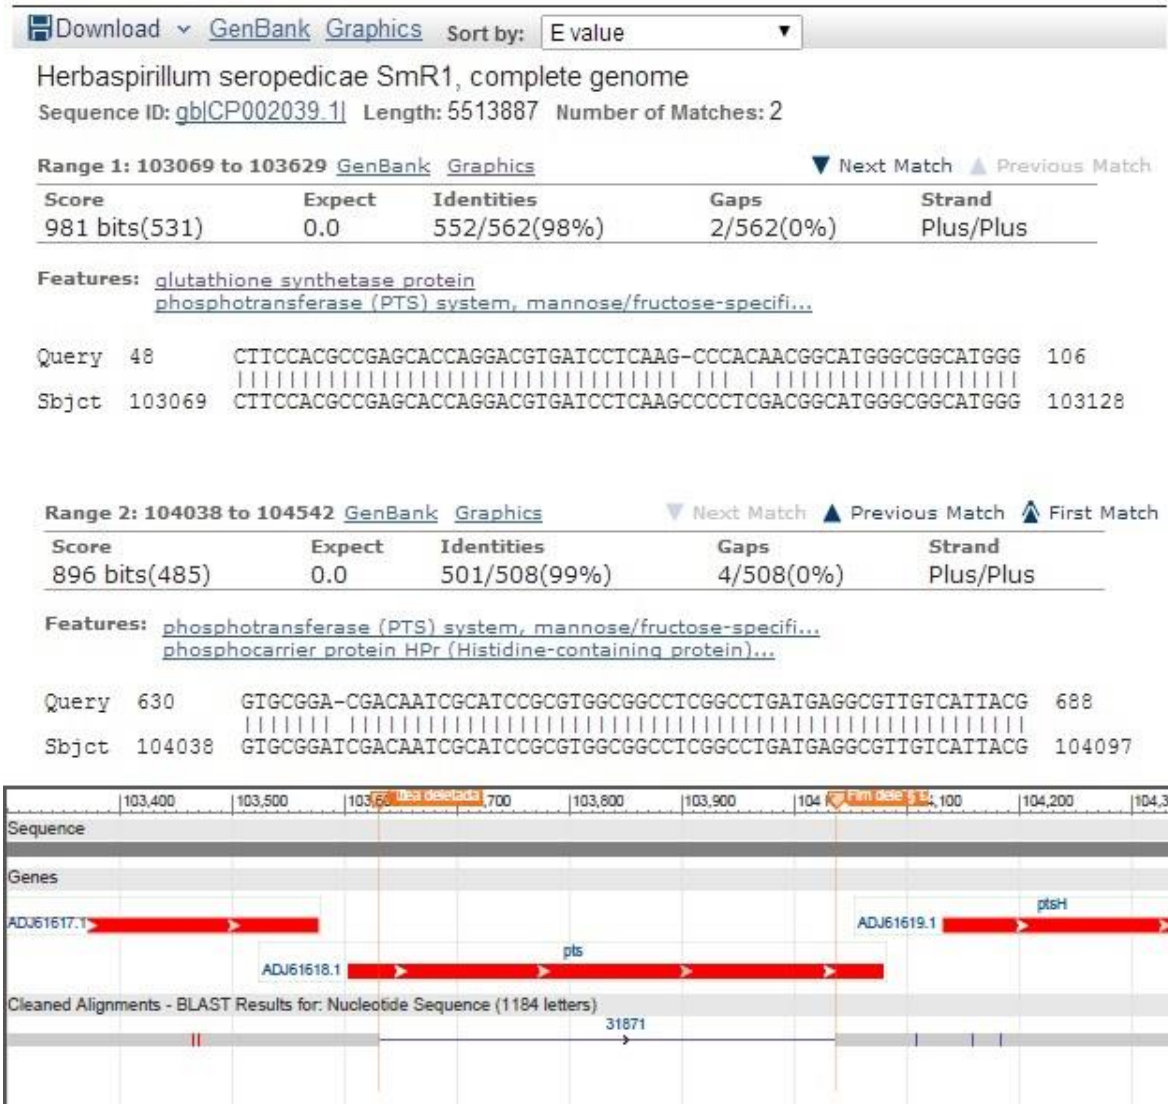 Download GenBank Graphics Sort by: E value
Herbaspirillum seropedicae SmR1, complete genome
Sequence ID: gb|CP002039.1| Length: 5513887 Number of Matches: 2
Range 1: 103069 to 103629 GenBank Graphics Next Match Previous Match
Score Expect Identities Gaps Strand
981 bits(531) 0.0 552/562(98%) 2/562(0%) Plus/Plus
Features: glutathione synthetase protein
phosphotransferase (PTS) system, mannose/fructose-specifi...
Query 48 CTTCCACGCCGAGCACCAGGACGTGATCCTCAAG-CCCACAACGGCATGGGCGGCATGGG 106
Sbjct 103069 CTTCCACGCCGAGCACCAGGACGTGATCCTCAAGCCCCTCGACGGCATGGGCGGCATGGG 103128
Range 2: 104038 to 104542 GenBank Graphics Next Match Previous Match First Match
Score Expect Identities Gaps Strand
896 bits(485) 0.0 501/508(99%) 4/508(0%) Plus/Plus
Features: phosphotransferase (PTS) system, mannose/fructose-specifi...
phosphocarrier protein HPr (Histidine-containing protein)...
Query 630 GTGCGGA-CGACAATCGCATCCGCGTGGCGGCCTCGGCCTGATGAGGCGTTGTCATTACG 688
Sbjct 104038 GTGCGGATCGACAATCGCATCCGCGTGGCGGCCTCGGCCTGATGAGGCGTTGTCATTACG 104097
103,400 103,500 deletada ,700 103,800 103,900 Fim dele ,100 104,200
Sequence
Genes
ptsH
ADJ61617.1 ADJ61619.1
pts
ADJ61618.1
Cleaned Alignments - BLAST Results for: Nucleotide Sequence (1184 letters)
31871